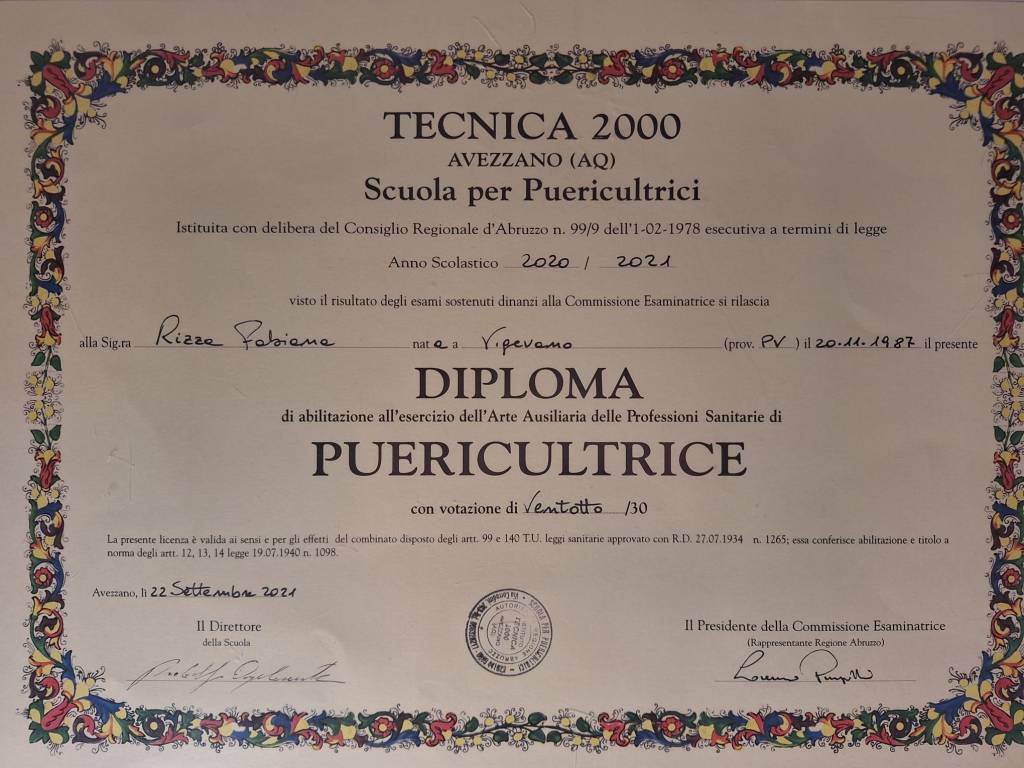 TECNICA 2000
AVEZZANO (AQ)
Scuola per Puericultrici
Istituita con delibera del Consiglio Regionale d'Abruzzo n. 99/9 dell'1-02-1978 esecutiva a termini di legge
Anno Scolastico 2020 / 2021
visto il risultato degli esami sostenuti dinanzi alla Commissione Esaminatrice si rilascia
alla Sig.ra Rizza Fabiana nata a Vigevano (prov. PV ) il 20-11-1987 il presente
DIPLOMA
di abilitazione all'esercizio dell'Arte Ausiliaria delle Professioni Sanitarie di
PUERICULTRICE
con votazione di Ventotto /30
La presente licenza è valida ai sensi e per gli effetti del combinato disposto degli artt. 99 e 140 T.U. leggi sanitarie approvato con R.D. 27.07.1934 n. 1265; essa conferisce abilitazione e titolo a
norma degli artt. 12, 13, 14 legge 19.07.1940 n. 1098.
Avezzano, lì 22 Settembre 2021
Il Direttore
della Scuola
Il Presidente della Commissione Esaminatrice
(Rappresentante Regione Abruzzo)